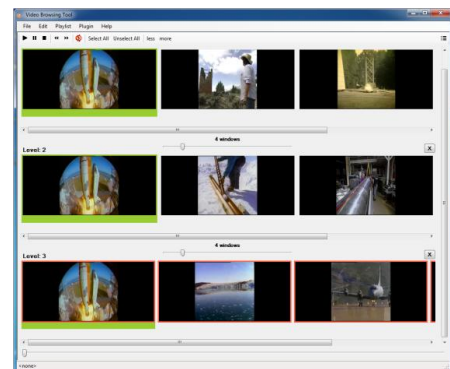 Video Browsing Tool
File Edit Playlist Plugin Help
Select All Unselect All less more
4 windows
Level: 2
X
4 windows
Level: 3
X
<none>